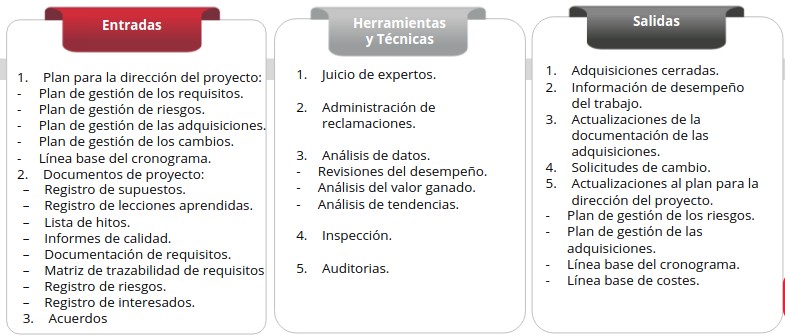 Entradas
1. Plan para la dirección del proyecto:
- Plan de gestión de los requisitos.
- Plan de gestión de riesgos.
- Plan de gestión de las adquisiciones.
- Plan de gestión de los cambios.
- Línea base del cronograma.
2. Documentos de proyecto:
– Registro de supuestos.
– Registro de lecciones aprendidas.
– Lista de hitos.
– Informes de calidad.
– Documentación de requisitos.
– Matriz de trazabilidad de requisitos
– Registro de riesgos.
– Registro de interesados.
3. Acuerdos
Herramientas
y Técnicas
1. Juicio de expertos.
2. Administración de
reclamaciones.
3. Análisis de datos.
- Revisiones del desempeño.
- Análisis del valor ganado.
- Análisis de tendencias.
4. Inspección.
5. Auditorias.
Salidas
1. Adquisiciones cerradas.
2. Información de desempeño
del trabajo.
3. Actualizaciones de la
documentación de las
adquisiciones.
4. Solicitudes de cambio.
5. Actualizaciones al plan para la
dirección del proyecto.
- Plan de gestión de los riesgos.
- Plan de gestión de las
adquisiciones.
- Línea base del cronograma.
- Línea base de costes.